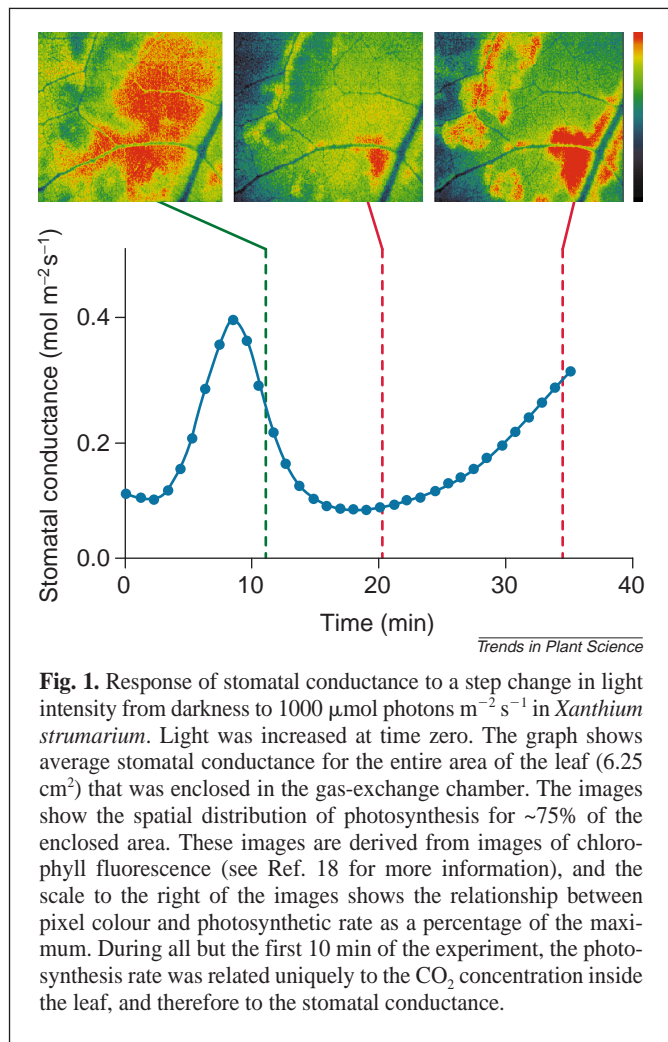 Stomatal conductance (mol m−2 s−1)
0.4
0.2
0.0
0
10
20
30
40
Time (min)
Trends in Plant Science
Fig. 1. Response of stomatal conductance to a step change in light
intensity from darkness to 1000 μmol photons m−2 s−1 in Xanthium
strumarium. Light was increased at time zero. The graph shows
average stomatal conductance for the entire area of the leaf (6.25
cm2) that was enclosed in the gas-exchange chamber. The images
show the spatial distribution of photosynthesis for ~75% of the
enclosed area. These images are derived from images of chloro-
phyll fluorescence (see Ref. 18 for more information), and the
scale to the right of the images shows the relationship between
pixel colour and photosynthetic rate as a percentage of the maxi-
mum. During all but the first 10 min of the experiment, the photo-
synthesis rate was related uniquely to the CO2 concentration inside
the leaf, and therefore to the stomatal conductance.